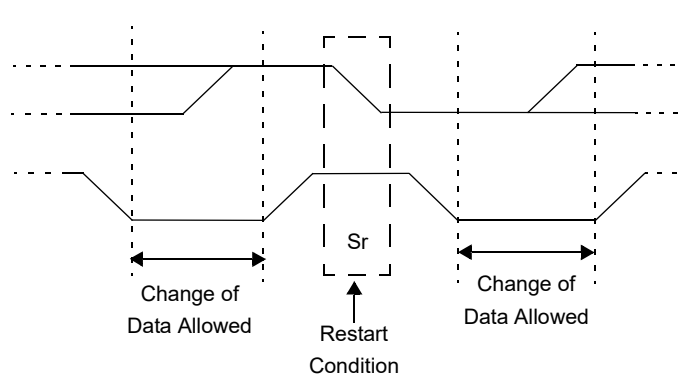 Sr
Change of
Data Allowed
Restart
Condition
Change of
Data Allowed